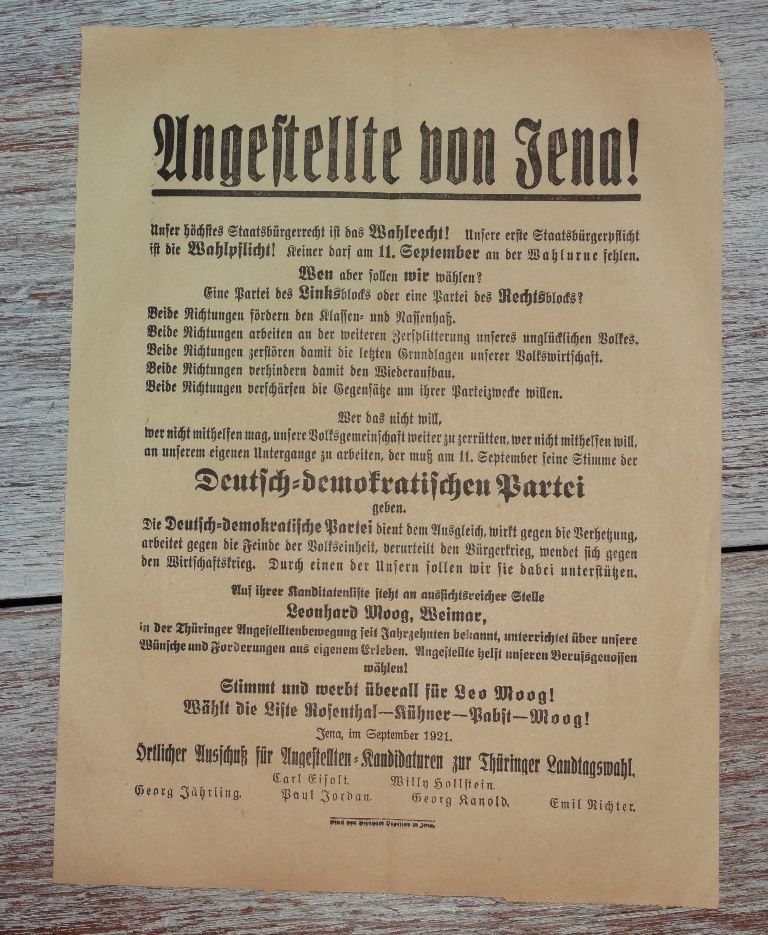 Angestellte von Jena!
Unser höchstes Staatsbürgerrecht ist das Wahlrecht! Unsere erste Staatsbürgerpflicht
ist die Wahlpflicht! Keiner darf am 11. September an der Wahlurne fehlen.
Wen aber sollen wir wählen?
Eine Partei des Linksblocks oder eine Partei des Rechtsblocks?
Beide Richtungen fördern den Klassen- und Rassenhaß.
Beide Richtungen arbeiten an der weiteren Zersplitterung unseres unglücklichen Volkes.
Beide Richtungen zerstören damit die letzten Grundlagen unserer Volkswirtschaft.
Beide Richtungen verhindern damit den Wiederaufbau.
Beide Richtungen verschärfen die Gegensätze um ihrer Parteizwecke willen.
Wer das nicht will,
wer nicht mithelfen mag, unsere Volksgemeinschaft weiter zu zerrütten, wer nicht mithelfen will,
an unserem eigenen Untergange zu arbeiten, der muß am 11. September seine Stimme der
Deutsch-demokratischen Partei
geben.
Die Deutsch-demokratische Partei dient dem Ausgleich, wirkt gegen die Verhetzung,
arbeitet gegen die Feinde der Volkseinheit, verurteilt den Bürgerkrieg, wendet sich gegen
den Wirtschaftskrieg. Durch einen der Unsern sollen wir sie dabei unterstützen.
Auf ihrer Kanditatenliste steht an aussichtsreicher Stelle
Leonhard Moog, Weimar,
in der Thüringer Angestelltenbewegung seit Jahrzehnten bekannt, unterrichtet über unsere
Wünsche und Forderungen aus eigenem Erleben. Angestellte helft unseren Berufsgenossen
wählen!
Stimmt und werbt überall für Leo Moog!
Wählt die Liste Rosenthal—Kühner—Pabst—Moog!
Jena, im September 1921.
Örtlicher Ausschuß für Angestellten-Kandidaturen zur Thüringer Landtagswahl.
Carl Eisolt. Willy Hollstein.
Georg Jährling. Paul Jordan. Georg Kanold. Emil Richter.
in Jena.